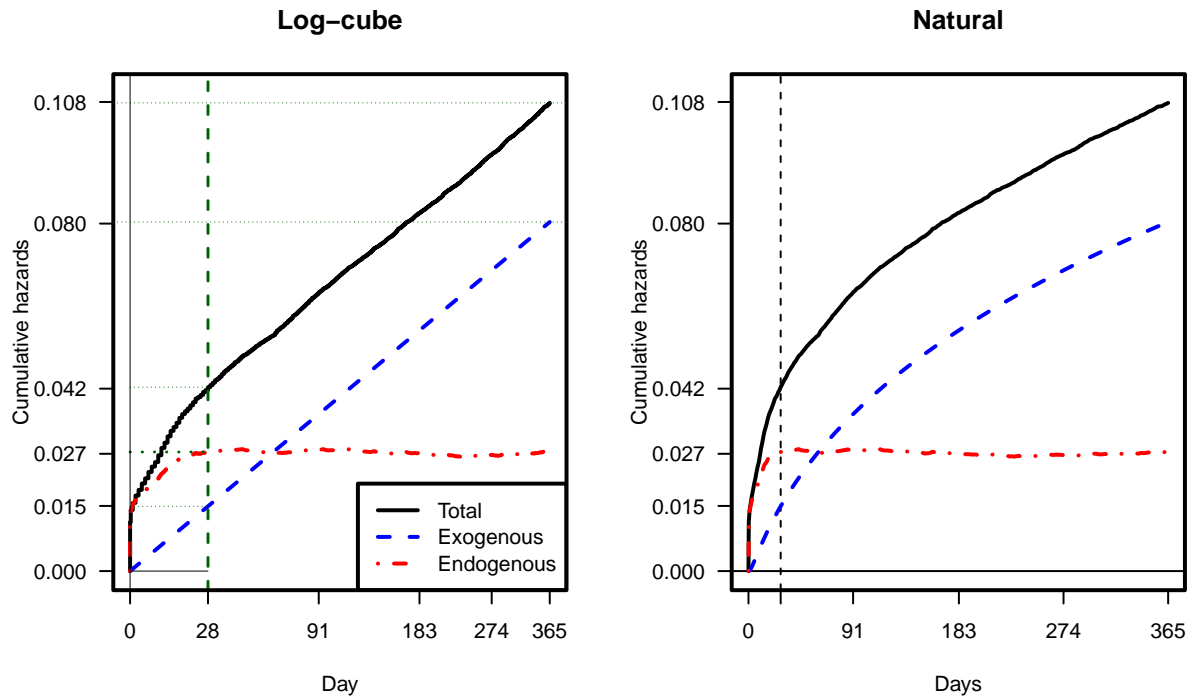 Log−cube
Cumulative hazards
0.108
0.080
0.042
0.027
0.015
0.000
Total
Exogenous
Endogenous
0 28 91 183 274 365
Day
Natural
Cumulative hazards
0.108
0.080
0.042
0.027
0.015
0.000
0 91 183 274 365
Days